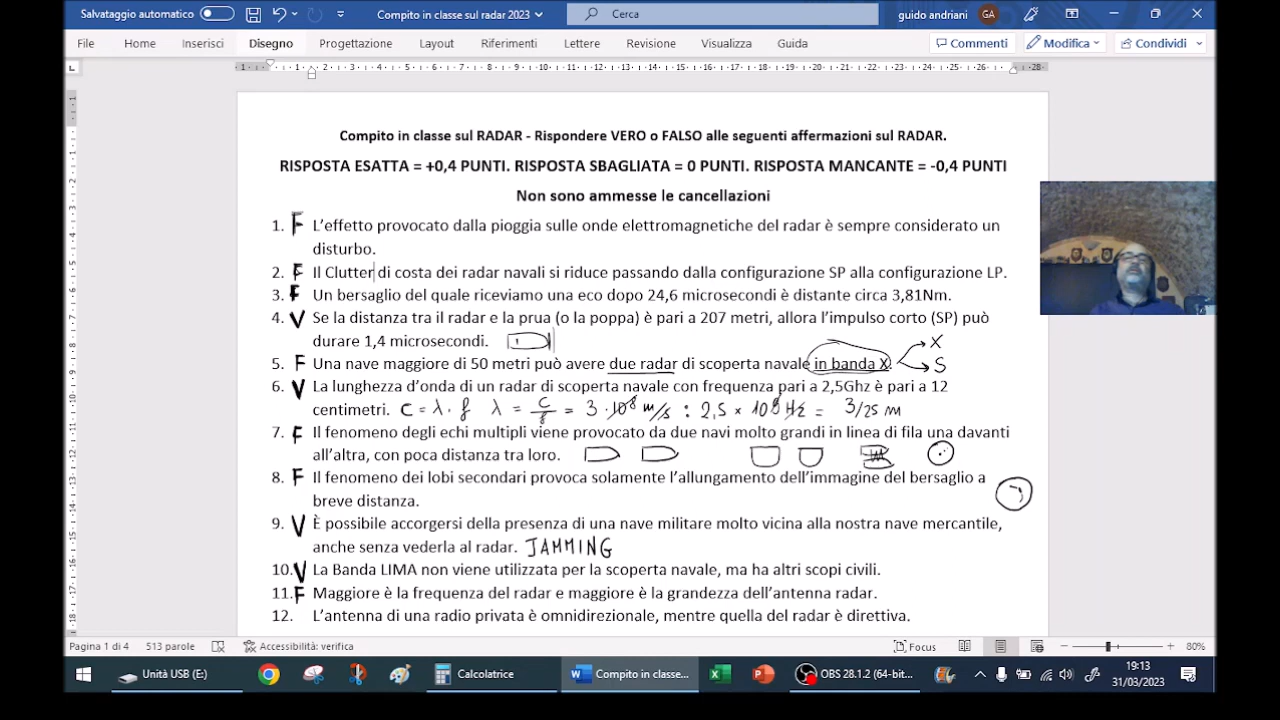 Salvataggio automatico
Compito in classe sul radar 2023
Cerca
guido andriani
GA
File Home Inserisci Disegno Progettazione Layout Riferimenti Lettere Revisione Visualizza Guida Commenti Modifica Condividi
Compito in classe sul RADAR - Rispondere VERO o FALSO alle seguenti affermazioni sul RADAR.
RISPOSTA ESATTA = +0,4 PUNTI. RISPOSTA SBAGLIATA = 0 PUNTI. RISPOSTA MANCANTE = -0,4 PUNTI
Non sono ammesse le cancellazioni
1. F L'effetto provocato dalla pioggia sulle onde elettromagnetiche del radar è sempre considerato un
disturbo.
2. F Il Clutter di costa dei radar navali si riduce passando dalla configurazione SP alla configurazione LP.
3. F Un bersaglio del quale riceviamo una eco dopo 24,6 microsecondi è distante circa 3,81Nm.
4. V Se la distanza tra il radar e la prua (o la poppa) è pari a 207 metri, allora l'impulso corto (SP) può
durare 1,4 microsecondi.
X
5. F Una nave maggiore di 50 metri può avere due radar di scoperta navale in banda X. S
6. V La lunghezza d'onda di un radar di scoperta navale con frequenza pari a 2,5Ghz è pari a 12
centimetri. C = λ · f λ = C/f = 3 · 10⁸ m/s : 2,5 × 10⁸ Hz = 3/25 m
7. F Il fenomeno degli echi multipli viene provocato da due navi molto grandi in linea di fila una davanti
all'altra, con poca distanza tra loro.
8. F Il fenomeno dei lobi secondari provoca solamente l'allungamento dell'immagine del bersaglio a
breve distanza.
9. V È possibile accorgersi della presenza di una nave militare molto vicina alla nostra nave mercantile,
anche senza vederla al radar. JAMMING
10. V La Banda LIMA non viene utilizzata per la scoperta navale, ma ha altri scopi civili.
11. F Maggiore è la frequenza del radar e maggiore è la grandezza dell'antenna radar.
12. L'antenna di una radio privata è omnidirezionale, mentre quella del radar è direttiva.
Pagina 1 di 4 513 parole Accessibilità: verifica Focus 80%
Unità USB (E:) Calcolatrice Compito in classe... OBS 28.1.2 (64-bit... 19:13
31/03/2023